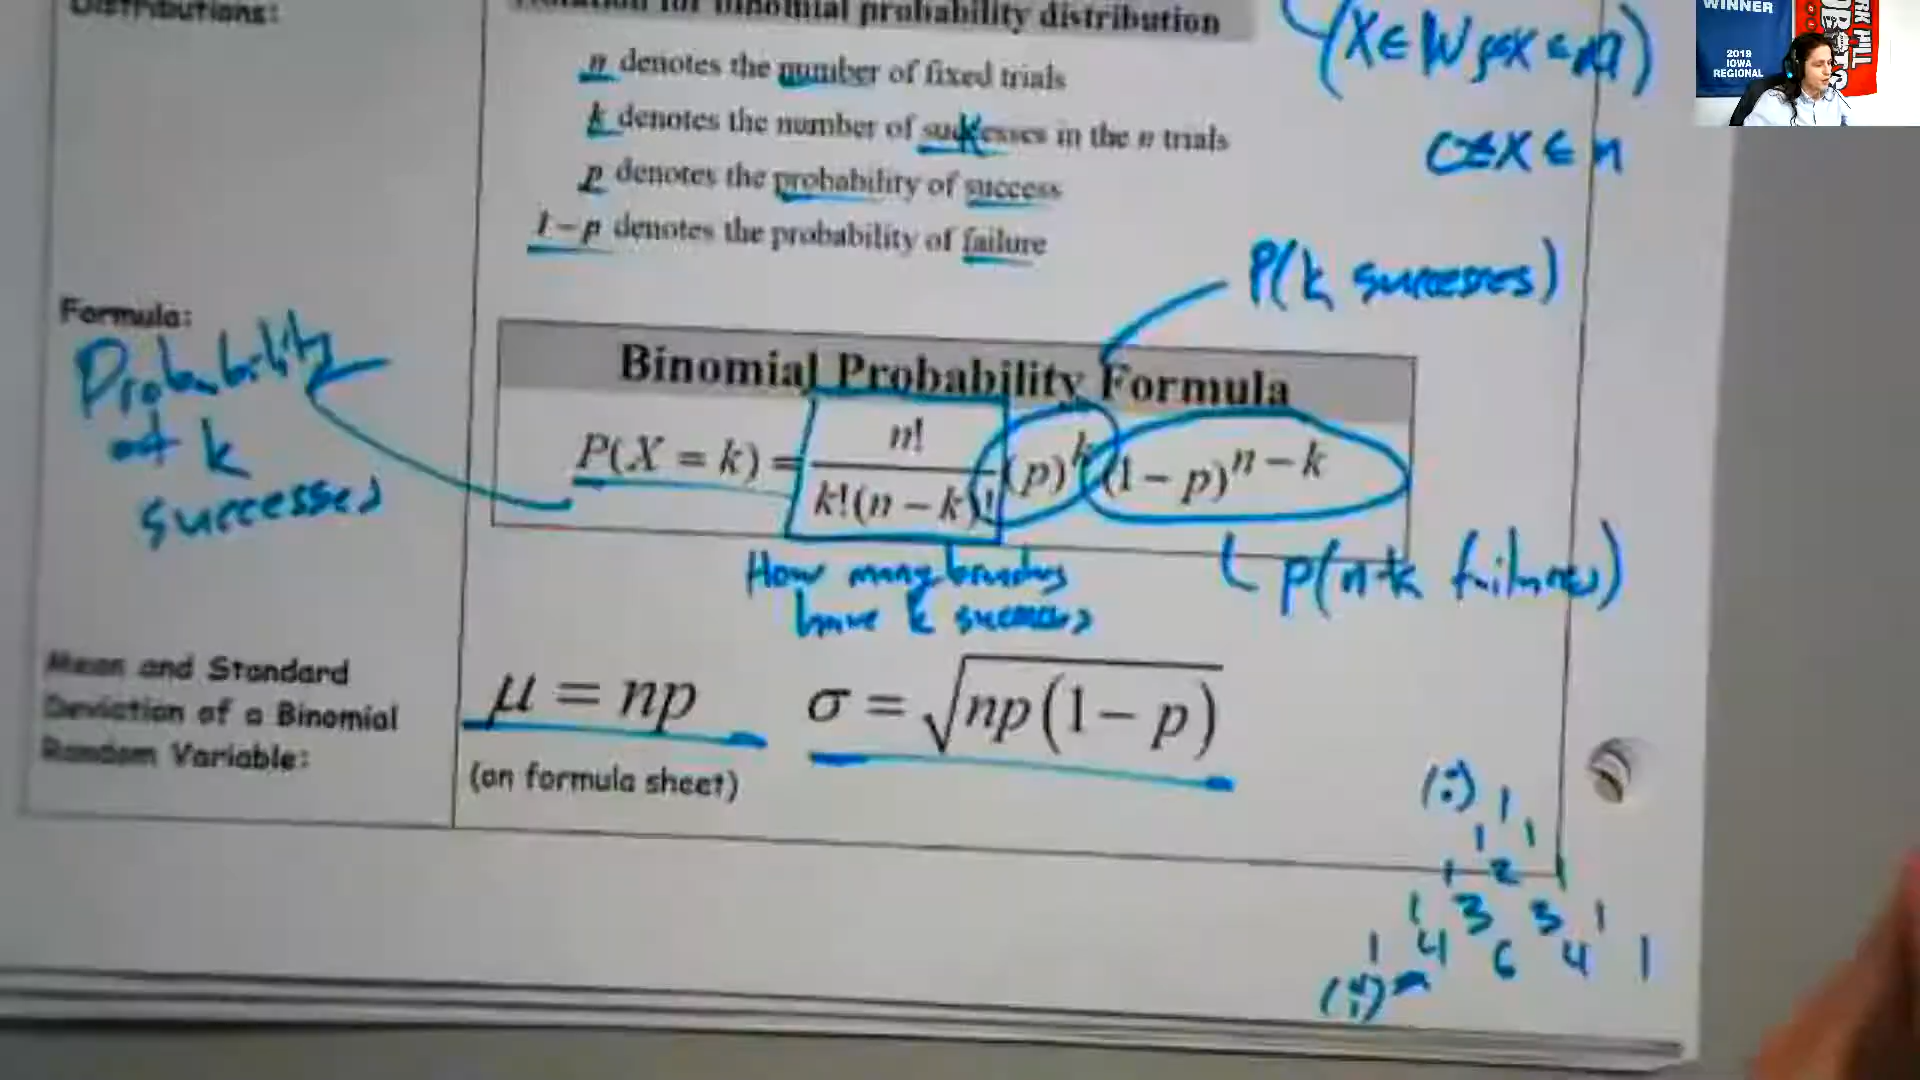 Distributions:
Notation for binomial probability distribution
n denotes the number of fixed trials
k denotes the number of successes in the n trials
p denotes the probability of success
1 – p denotes the probability of failure
P(k successes)
Formula:
Probability
of k
successes
Binomial Probability Formula
P(X = k) = n! / k!(n – k)! (p)^k (1 – p)^{n – k}
How many branches
have k successes
P(n-k failures)
Mean and Standard
Deviation of a Binomial
Random Variable:
μ = np σ = √np(1 – p)
(on formula sheet)
1
1 1
1 2 1
1 3 3 1
1 4 6 4 1
WINNER
2019
IOWA
REGIONAL